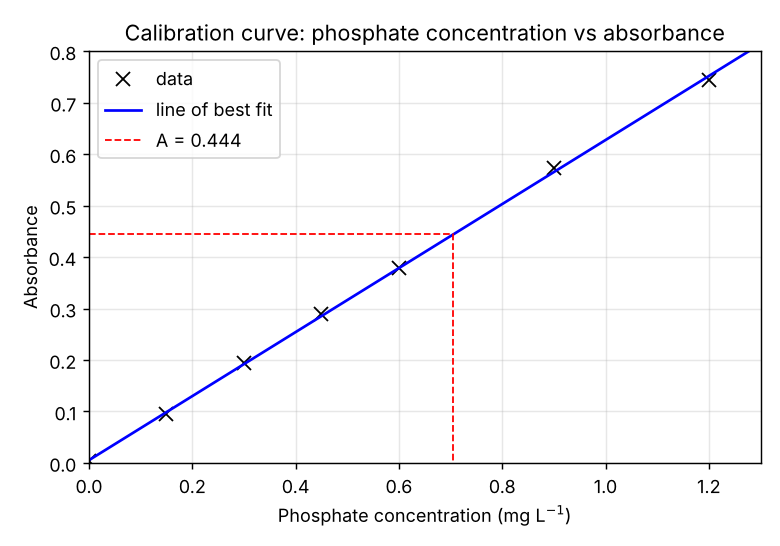 Calibration curve: phosphate concentration vs absorbance
data
line of best fit
A = 0.444
Absorbance
0.8
0.7
0.6
0.5
0.4
0.3
0.2
0.1
0.0
0.0 0.2 0.4 0.6 0.8 1.0 1.2
Phosphate concentration (mg L⁻¹)